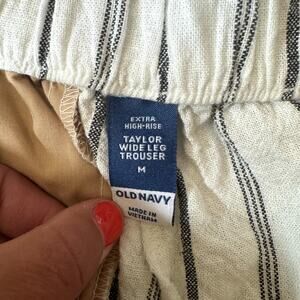 EXTRA
HIGH-RISE
TAYLOR
WIDE LEG
TROUSER
M
OLD NAVY
MADE IN
VIETNAM